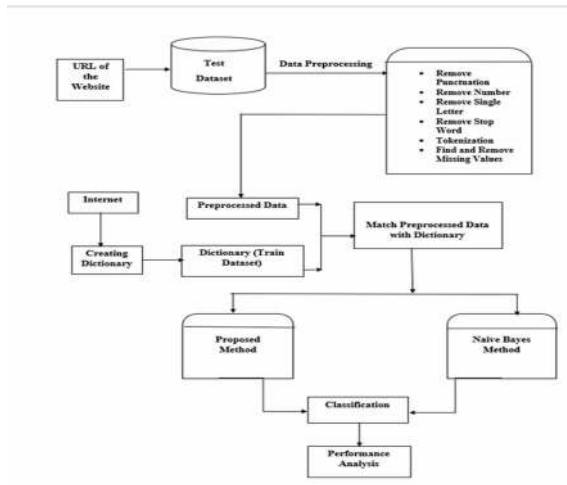 URL of
the
Website
Test
Dataset
Data Preprocessing
• Remove
Punctuation
• Remove Number
• Remove Single
Letter
• Remove Stop
Word
• Tokenization
• Find and Remove
Missing Values
Internet
Preprocessed Data
Creating
Dictionary
Dictionary (Train
Dataset)
Match Preprocessed Data
with Dictionary
Proposed
Method
Naive Bayes
Method
Classification
Performance
Analysis